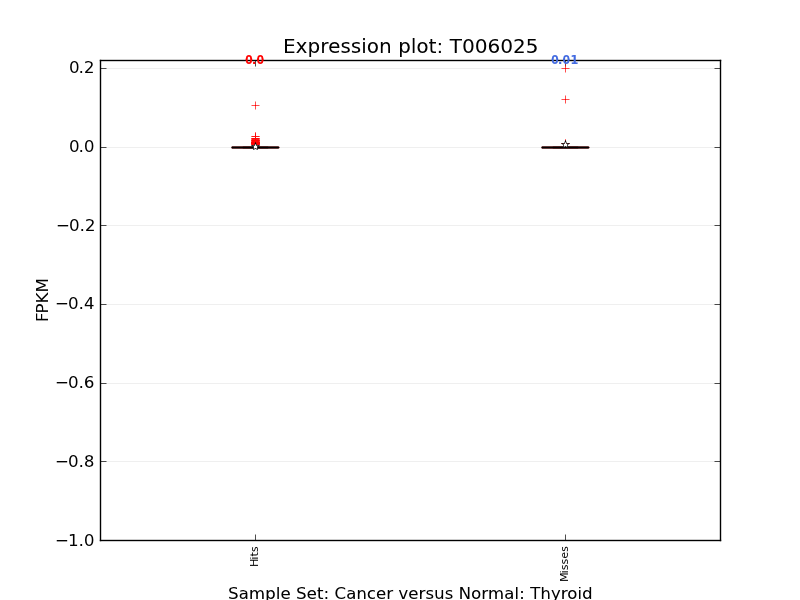 Expression plot: T006025
0.0
0.01
0.2
0.0
−0.2
−0.4
−0.6
−0.8
−1.0
FPKM
Hits
Misses
Sample Set: Cancer versus Normal: Thyroid